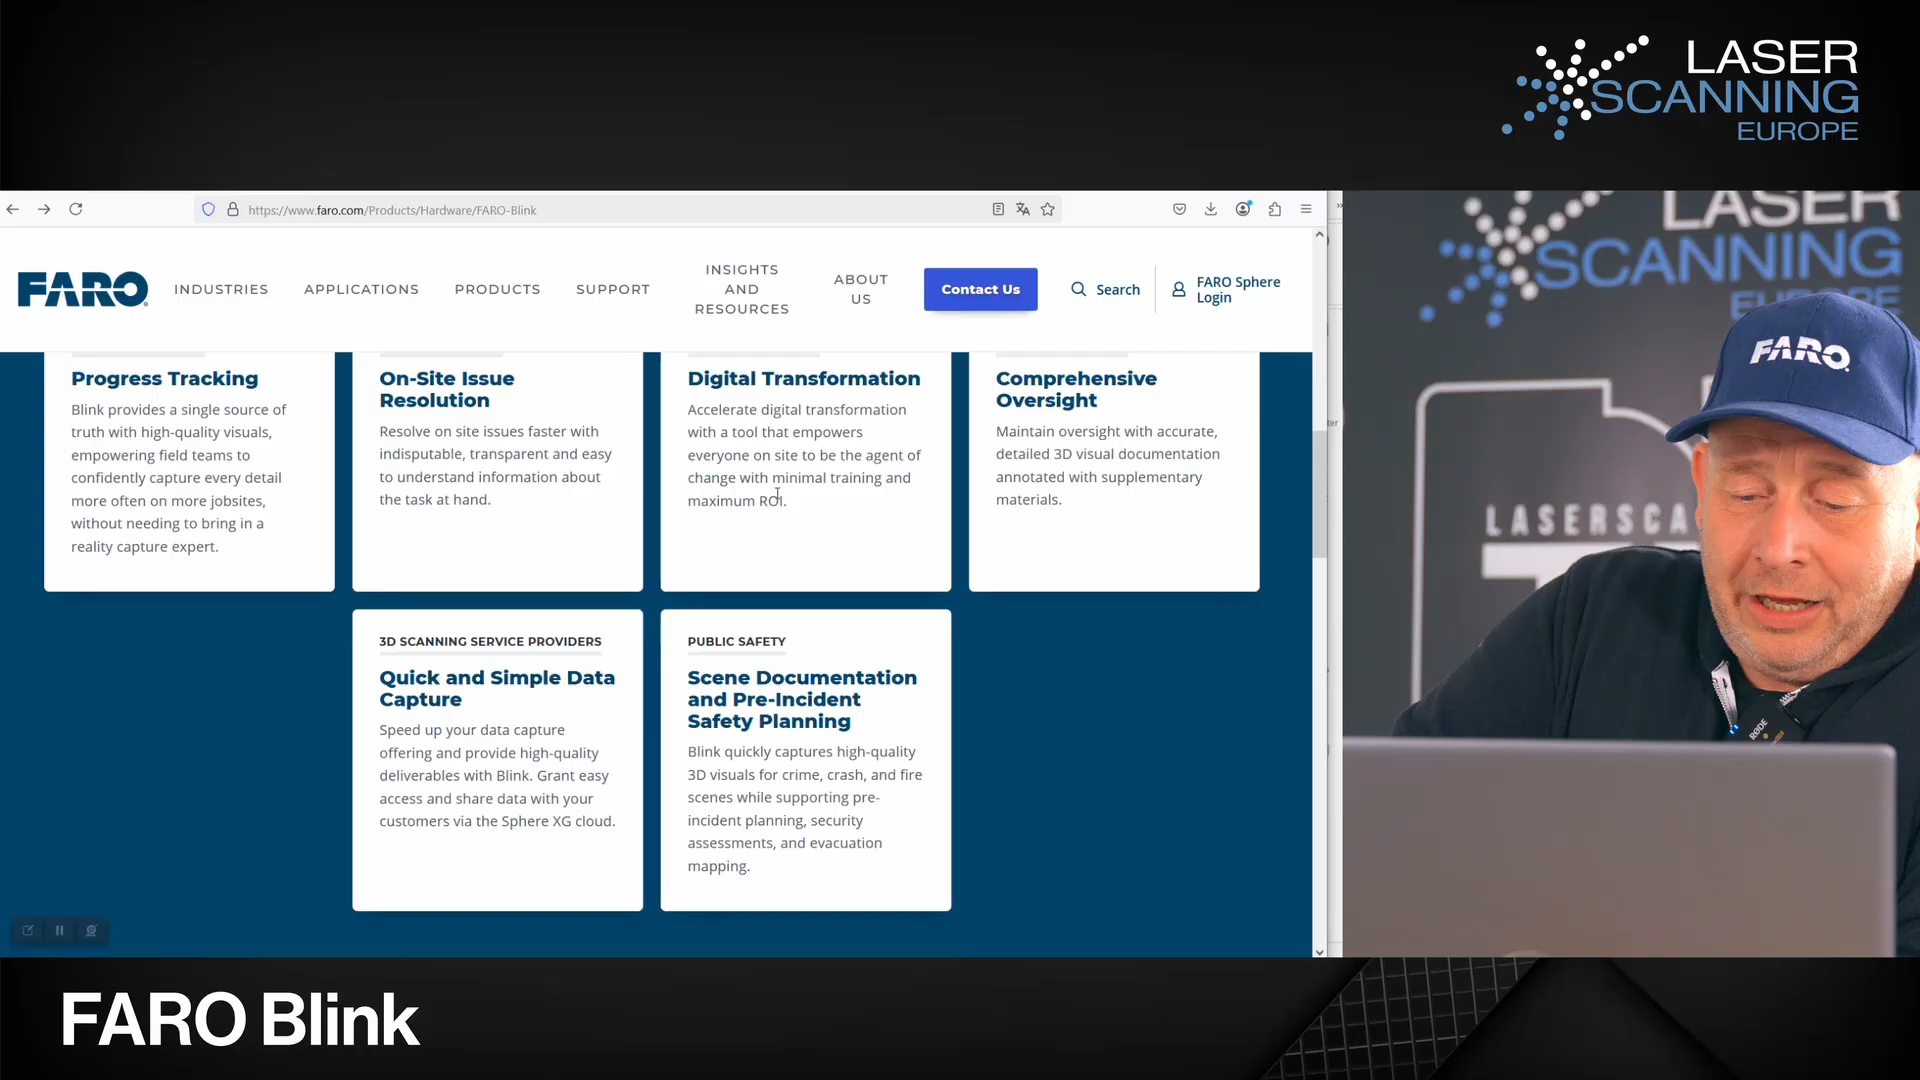 LASER
SCANNING
EUROPE
https://www.faro.com/Products/Hardware/FARO-Blink
FARO
INDUSTRIES
APPLICATIONS
PRODUCTS
SUPPORT
INSIGHTS
AND
RESOURCES
ABOUT
US
Contact Us
Search
FARO Sphere
Login
Progress Tracking
Blink provides a single source of
truth with high-quality visuals,
empowering field teams to
confidently capture every detail
more often on more jobsites,
without needing to bring in a
reality capture expert.
On-Site Issue
Resolution
Resolve on site issues faster with
indisputable, transparent and easy
to understand information about
the task at hand.
Digital Transformation
Accelerate digital transformation
with a tool that empowers
everyone on site to be the agent of
change with minimal training and
maximum ROI.
Comprehensive
Oversight
Maintain oversight with accurate,
detailed 3D visual documentation
annotated with supplementary
materials.
3D SCANNING SERVICE PROVIDERS
Quick and Simple Data
Capture
Speed up your data capture
offering and provide high-quality
deliverables with Blink. Grant easy
access and share data with your
customers via the Sphere XG cloud.
PUBLIC SAFETY
Scene Documentation
and Pre-Incident
Safety Planning
Blink quickly captures high-quality
3D visuals for crime, crash, and fire
scenes while supporting pre-
incident planning, security
assessments, and evacuation
mapping.
LASER
SCANNING
EUROPE
FARO
LASERSCA
RØDE
FARO Blink